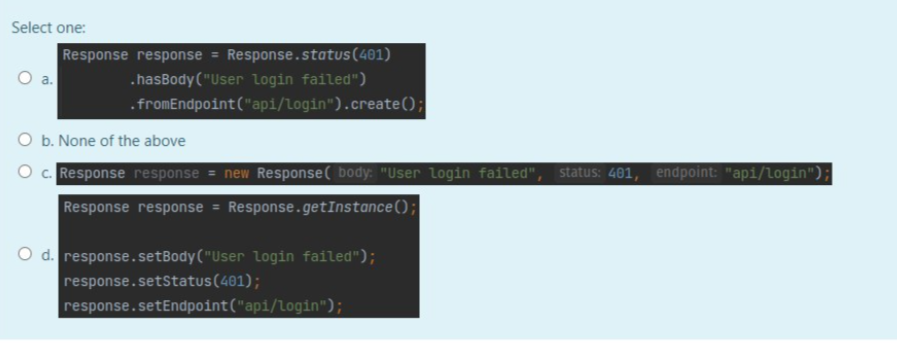 Select one:
a.
Response response = Response.status(401)
.hasBody("User login failed")
.fromEndpoint("api/login").create();
b. None of the above
c. Response response = new Response( body: "User login failed", status: 401, endpoint: "api/login");
d.
Response response = Response.getInstance();
response.setBody("User login failed");
response.setStatus(401);
response.setEndpoint("api/login");